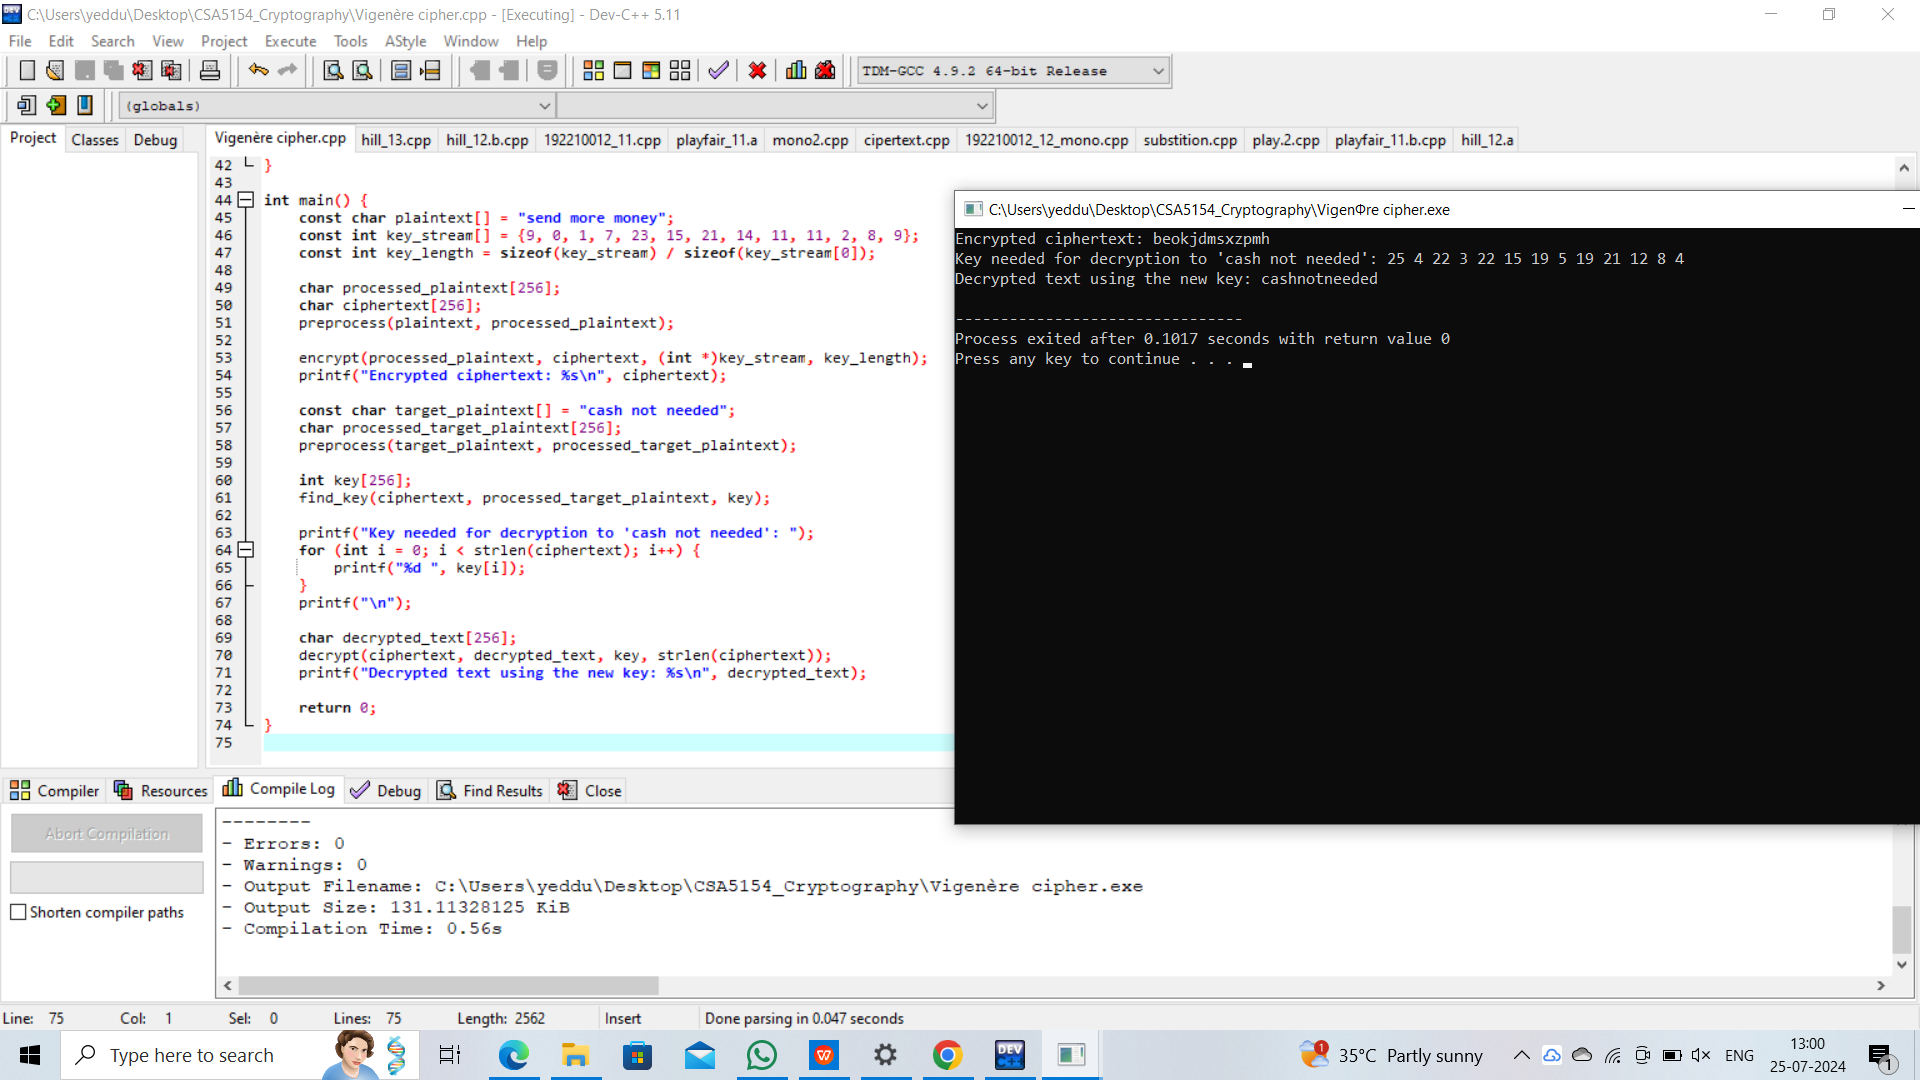 C:\Users\yeddu\Desktop\CSA5154_Cryptography\Vigenère cipher.cpp - [Executing] - Dev-C++ 5.11
File Edit Search View Project Execute Tools AStyle Window Help
TDM-GCC 4.9.2 64-bit Release
(globals)
Project Classes Debug
Vigenère cipher.cpp hill_13.cpp hill_12.b.cpp 192210012_11.cpp playfair_11.a mono2.cpp cipertext.cpp 192210012_12_mono.cpp substition.cpp play.2.cpp playfair_11.b.cpp hill_12.a
42 }
43
44 int main() {
45 const char plaintext[] = "send more money";
46 const int key_stream[] = {9, 0, 1, 7, 23, 15, 21, 14, 11, 11, 2, 8, 9};
47 const int key_length = sizeof(key_stream) / sizeof(key_stream[0]);
48
49 char processed_plaintext[256];
50 char ciphertext[256];
51 preprocess(plaintext, processed_plaintext);
52
53 encrypt(processed_plaintext, ciphertext, (int *)key_stream, key_length);
54 printf("Encrypted ciphertext: %s\n", ciphertext);
55
56 const char target_plaintext[] = "cash not needed";
57 char processed_target_plaintext[256];
58 preprocess(target_plaintext, processed_target_plaintext);
59
60 int key[256];
61 find_key(ciphertext, processed_target_plaintext, key);
62
63 printf("Key needed for decryption to 'cash not needed': ");
64 for (int i = 0; i < strlen(ciphertext); i++) {
65 printf("%d ", key[i]);
66 }
67 printf("\n");
68
69 char decrypted_text[256];
70 decrypt(ciphertext, decrypted_text, key, strlen(ciphertext));
71 printf("Decrypted text using the new key: %s\n", decrypted_text);
72
73 return 0;
74 }
75
C:\Users\yeddu\Desktop\CSA5154_Cryptography\VigenΦre cipher.exe
Encrypted ciphertext: beokjdmsxzpmh
Key needed for decryption to 'cash not needed': 25 4 22 3 22 15 19 5 19 21 12 8 4
Decrypted text using the new key: cashnotneeded
--------------------------------
Process exited after 0.1017 seconds with return value 0
Press any key to continue . . .
Compiler Resources Compile Log Debug Find Results Close
Abort Compilation
Shorten compiler paths
--------
- Errors: 0
- Warnings: 0
- Output Filename: C:\Users\yeddu\Desktop\CSA5154_Cryptography\Vigenère cipher.exe
- Output Size: 131.11328125 KiB
- Compilation Time: 0.56s
Line: 75 Col: 1 Sel: 0 Lines: 75 Length: 2562 Insert Done parsing in 0.047 seconds
Type here to search
DEV
1
35°C Partly sunny
ENG
13:00
25-07-2024
1